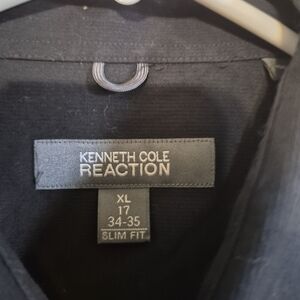 KENNETH COLE
REACTION
XL
17
34-35
SLIM FIT